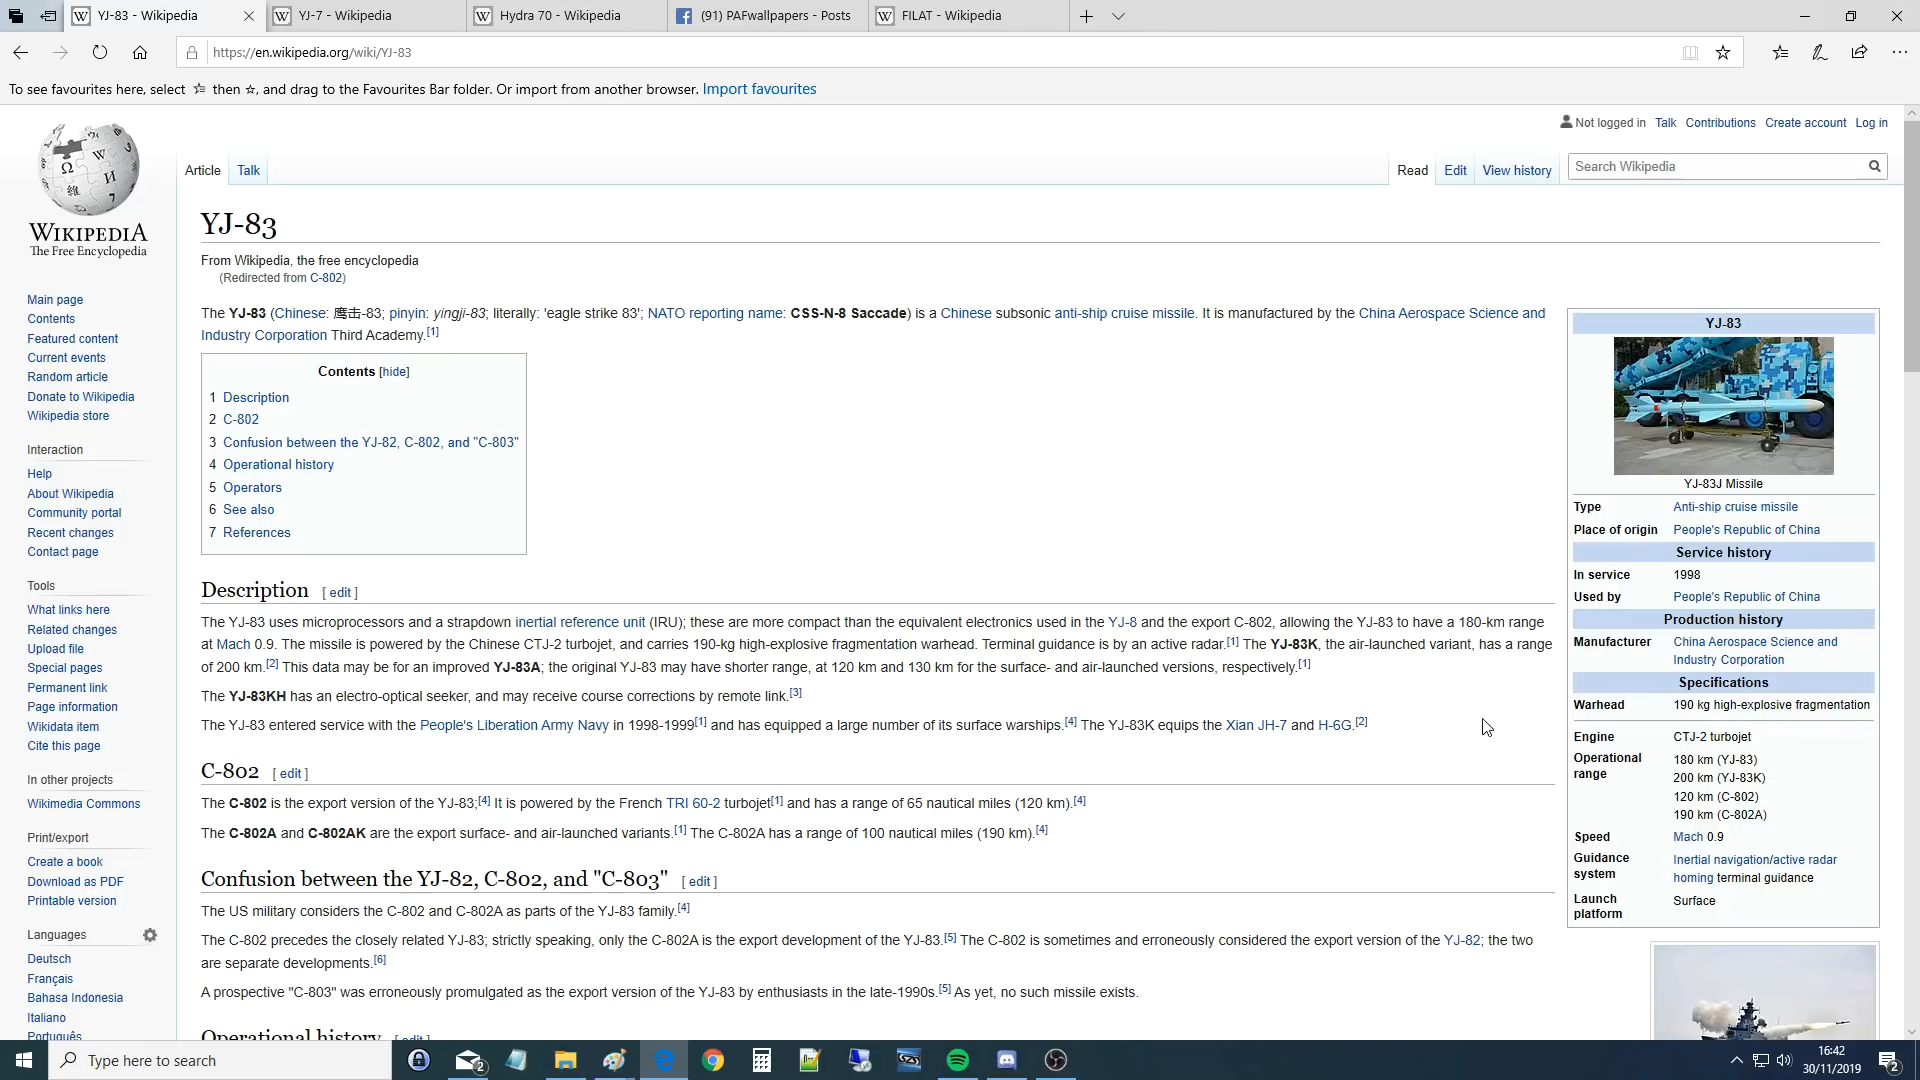 YJ-83 - Wikipedia
YJ-7 - Wikipedia
Hydra 70 - Wikipedia
(91) PAFwallpapers - Posts
FILAT - Wikipedia
https://en.wikipedia.org/wiki/YJ-83
To see favourites here, select then, and drag to the Favourites Bar folder. Or import from another browser. Import favourites
Not logged in Talk Contributions Create account Log in
Article Talk
Read Edit View history
Search Wikipedia
WIKIPEDIA
The Free Encyclopedia
Main page
Contents
Featured content
Current events
Random article
Donate to Wikipedia
Wikipedia store
Interaction
Help
About Wikipedia
Community portal
Recent changes
Contact page
Tools
What links here
Related changes
Upload file
Special pages
Permanent link
Page information
Wikidata item
Cite this page
In other projects
Wikimedia Commons
Print/export
Create a book
Download as PDF
Printable version
Languages
Deutsch
Français
Bahasa Indonesia
Italiano
Português
YJ-83
From Wikipedia, the free encyclopedia
(Redirected from C-802)
The YJ-83 (Chinese: 鹰击-83; pinyin: yingji-83; literally: 'eagle strike 83'; NATO reporting name: CSS-N-8 Saccade) is a Chinese subsonic anti-ship cruise missile. It is manufactured by the China Aerospace Science and
Industry Corporation Third Academy.[1]
Contents [hide]
1 Description
2 C-802
3 Confusion between the YJ-82, C-802, and "C-803"
4 Operational history
5 Operators
6 See also
7 References
Description [ edit ]
The YJ-83 uses microprocessors and a strapdown inertial reference unit (IRU); these are more compact than the equivalent electronics used in the YJ-8 and the export C-802, allowing the YJ-83 to have a 180-km range
at Mach 0.9. The missile is powered by the Chinese CTJ-2 turbojet, and carries 190-kg high-explosive fragmentation warhead. Terminal guidance is by an active radar.[1] The YJ-83K, the air-launched variant, has a range
of 200 km.[2] This data may be for an improved YJ-83A; the original YJ-83 may have shorter range, at 120 km and 130 km for the surface- and air-launched versions, respectively.[1]
The YJ-83KH has an electro-optical seeker, and may receive course corrections by remote link.[3]
The YJ-83 entered service with the People's Liberation Army Navy in 1998-1999[1] and has equipped a large number of its surface warships.[4] The YJ-83K equips the Xian JH-7 and H-6G.[2]
C-802 [ edit ]
The C-802 is the export version of the YJ-83;[4] It is powered by the French TRI 60-2 turbojet[1] and has a range of 65 nautical miles (120 km).[4]
The C-802A and C-802AK are the export surface- and air-launched variants.[1] The C-802A has a range of 100 nautical miles (190 km).[4]
Confusion between the YJ-82, C-802, and "C-803" [ edit ]
The US military considers the C-802 and C-802A as parts of the YJ-83 family.[4]
The C-802 precedes the closely related YJ-83; strictly speaking, only the C-802A is the export development of the YJ-83.[5] The C-802 is sometimes and erroneously considered the export version of the YJ-82; the two
are separate developments.[6]
A prospective "C-803" was erroneously promulgated as the export version of the YJ-83 by enthusiasts in the late-1990s.[5] As yet, no such missile exists.
Operational history [ edit ]
YJ-83
YJ-83J Missile
Type Anti-ship cruise missile
Place of origin People's Republic of China
Service history
In service 1998
Used by People's Republic of China
Production history
Manufacturer China Aerospace Science and
Industry Corporation
Specifications
Warhead 190 kg high-explosive fragmentation
Engine CTJ-2 turbojet
Operational range 180 km (YJ-83)
200 km (YJ-83K)
120 km (C-802)
190 km (C-802A)
Speed Mach 0.9
Guidance system Inertial navigation/active radar
homing terminal guidance
Launch platform Surface
Type here to search
2
16:42
30/11/2019
2